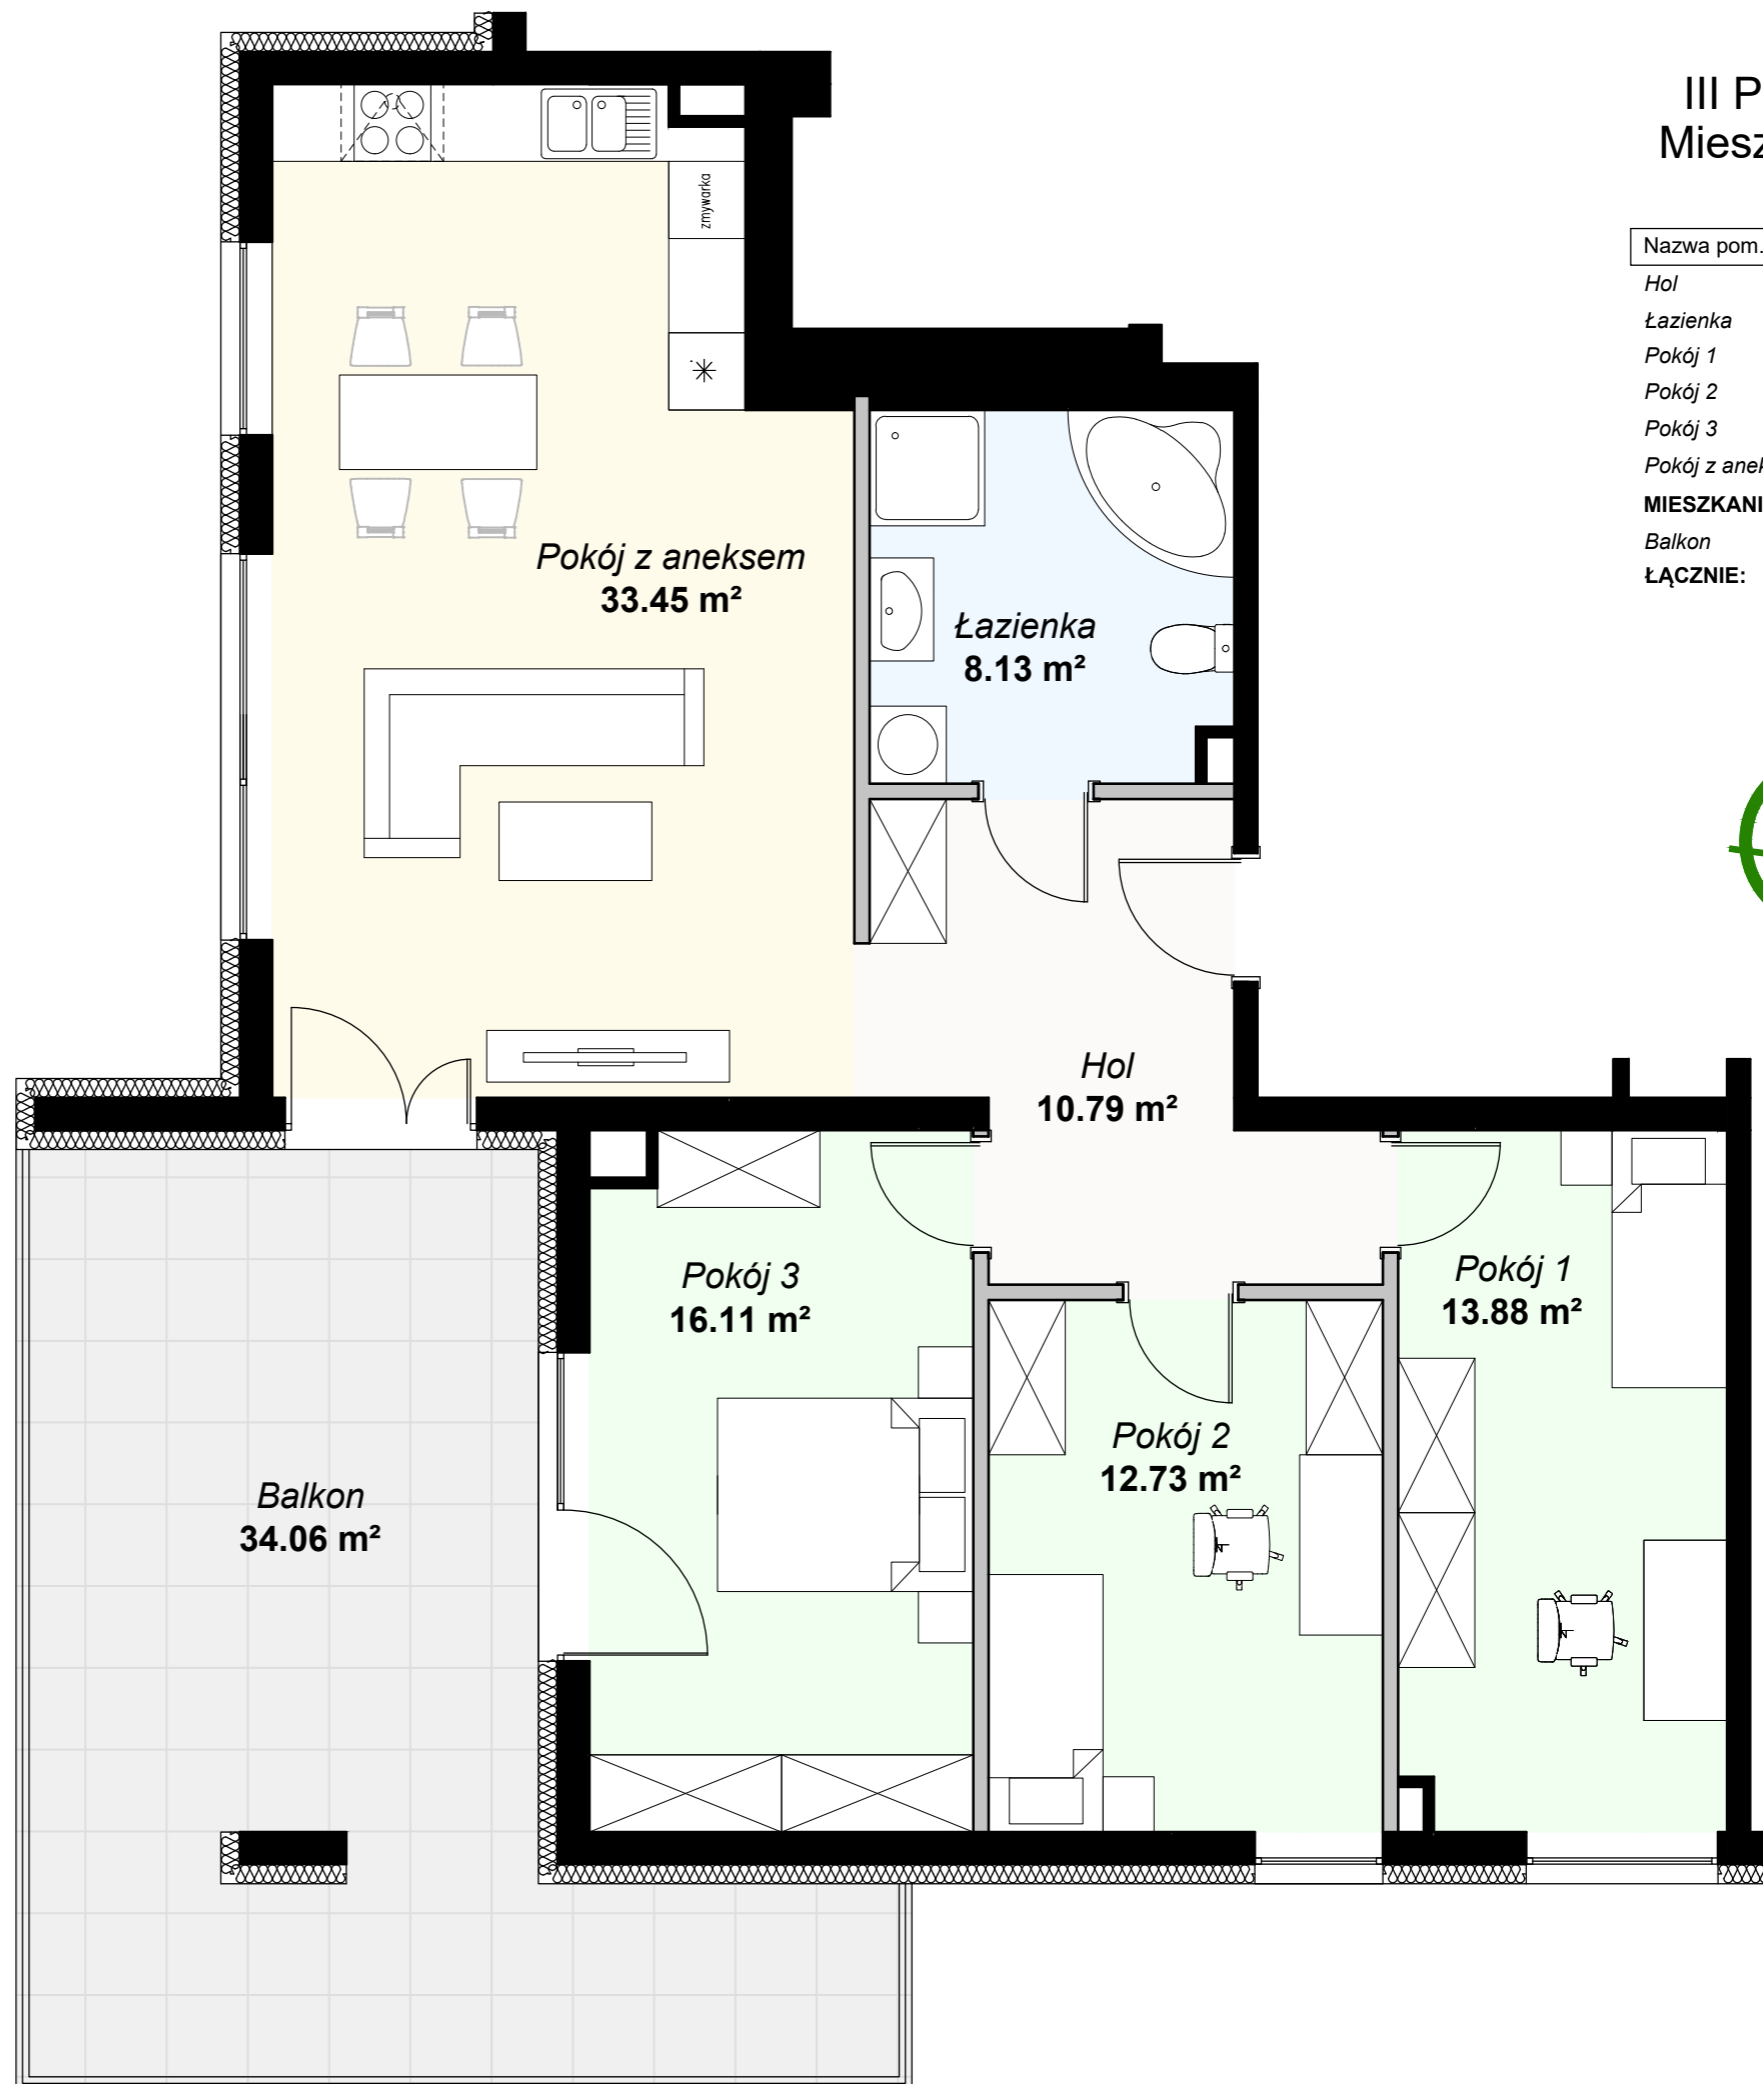 III P
Miesz
Nazwa pom.
Hol
Łazienka
Pokój 1
Pokój 2
Pokój 3
Pokój z anek
MIESZKANI
Balkon
ŁĄCZNIE:
zmywarka
Pokój z aneksem
33.45 m²
Łazienka
8.13 m²
Hol
10.79 m²
Pokój 3
16.11 m²
Pokój 1
13.88 m²
Pokój 2
12.73 m²
Balkon
34.06 m²